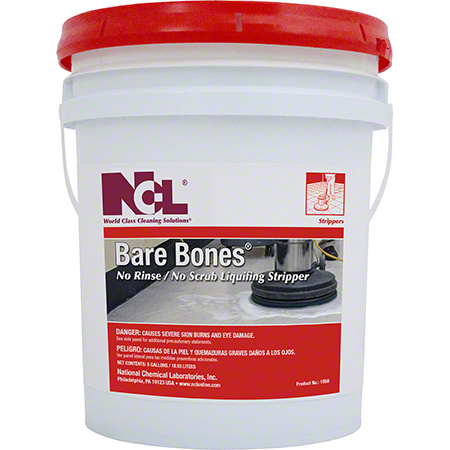 NCL®
World Class Cleaning Solutions®
Strippers
Bare Bones®
No Rinse / No Scrub Liquifing Stripper
DANGER: CAUSES SEVERE SKIN BURNS AND EYE DAMAGE.
See side panel for additional precautionary statements.
PELIGRO: CAUSAS DE LA PIEL Y QUEMADURAS GRAVES DAÑOS A LOS OJOS.
Ver panel lateral para las medidas preventivas adicionales.
NET CONTENTS: 5 GALLONS / 18.93 LITERS
National Chemical Laboratories, Inc.
Philadelphia, PA 19123/USA • www.nclonline.com
Product No.: 1050